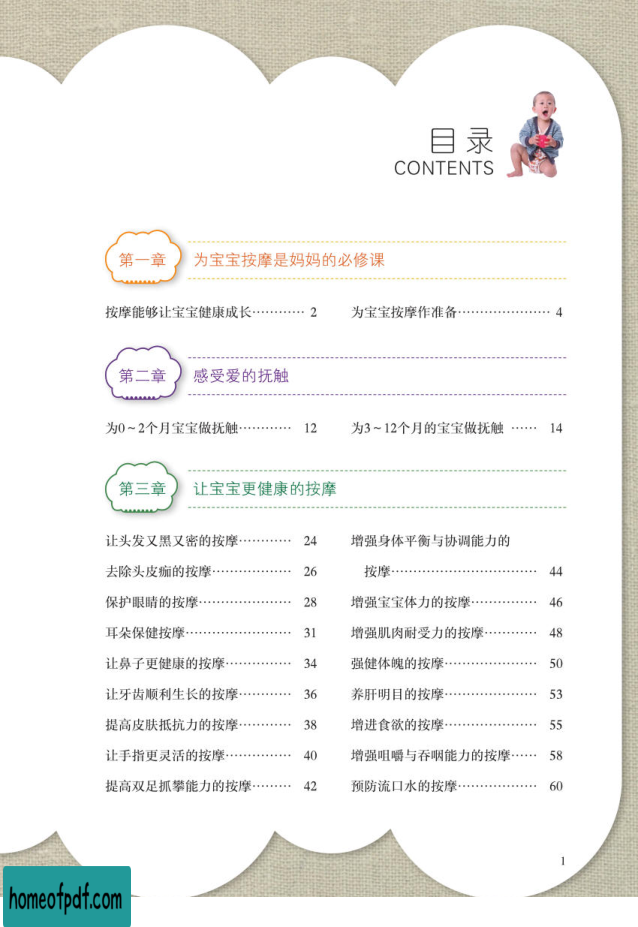 目录
CONTENTS
第一章 为宝宝按摩是妈妈的必修课
按摩能够让宝宝健康成长………… 2
为宝宝按摩作准备………………… 4
第二章 感受爱的抚触
为0~2个月宝宝做抚触………… 12
为3~12个月的宝宝做抚触 …… 14
第三章 让宝宝更健康的按摩
让头发又黑又密的按摩………… 24
去除头皮痂的按摩……………… 26
保护眼睛的按摩………………… 28
耳朵保健按摩…………………… 31
让鼻子更健康的按摩…………… 34
让牙齿顺利生长的按摩………… 36
提高皮肤抵抗力的按摩………… 38
让手指更灵活的按摩…………… 40
提高双足抓攀能力的按摩……… 42
增强身体平衡与协调能力的
按摩…………………………… 44
增强宝宝体力的按摩…………… 46
增强肌肉耐受力的按摩………… 48
强健体魄的按摩………………… 50
养肝明目的按摩………………… 53
增进食欲的按摩………………… 55
增强咀嚼与吞咽能力的按摩…… 58
预防流口水的按摩……………… 60
1
homeofpdf.com